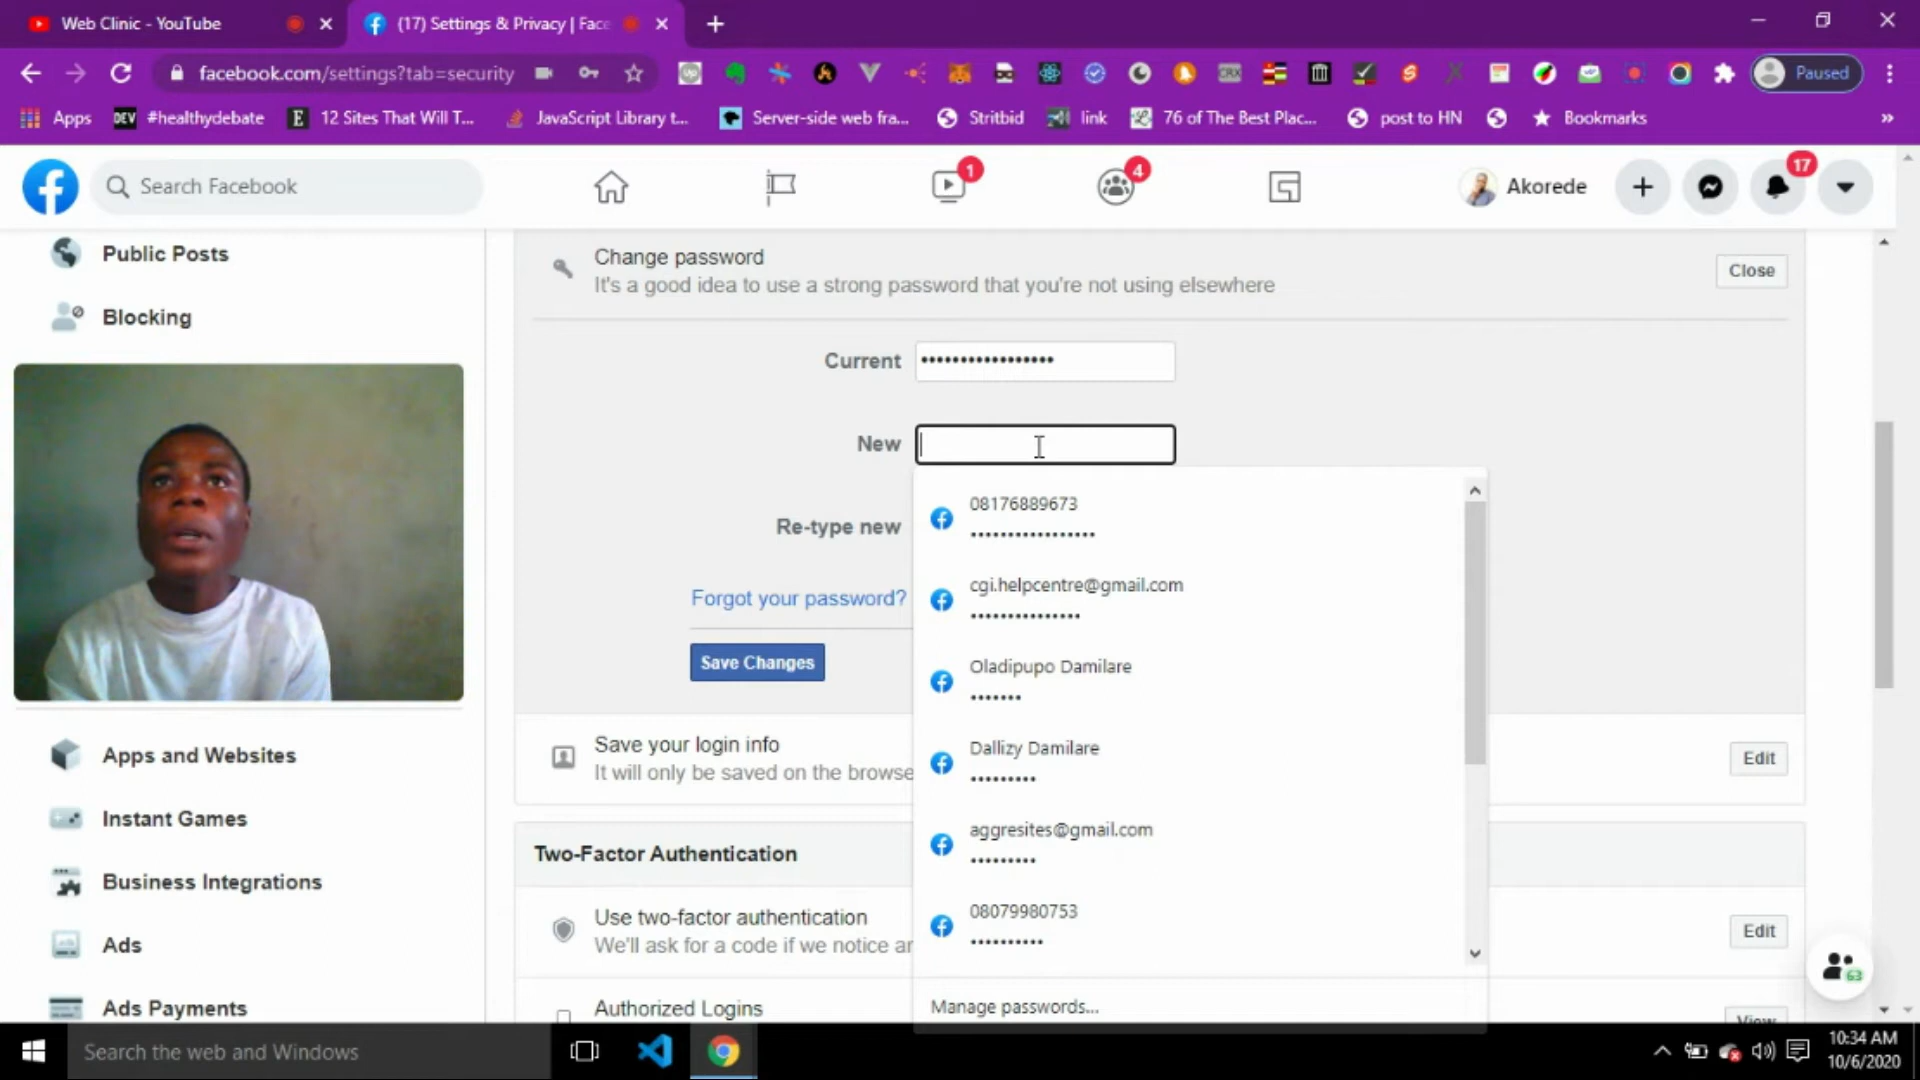 Web Clinic - YouTube
(17) Settings & Privacy | Face
facebook.com/settings?tab=security
Paused
Apps
DEV #healthydebate
E 12 Sites That Will T...
JavaScript Library t...
Server-side web fra...
Stritbid
link
76 of The Best Plac...
post to HN
Bookmarks
»
Search Facebook
1
4
Akorede
17
Public Posts
Blocking
Apps and Websites
Instant Games
Business Integrations
Ads
Ads Payments
Change password
It's a good idea to use a strong password that you're not using elsewhere
Close
Current
•••••••••••••••••
New
Re-type new
Forgot your password?
Save Changes
08176889673
•••••••••••••••••
cgi.helpcentre@gmail.com
•••••••••••••••
Oladipupo Damilare
•••••••
Dallizy Damilare
•••••••••
aggresites@gmail.com
•••••••••
08079980753
••••••••••
Manage passwords...
Save your login info
It will only be saved on the browse
Edit
Two-Factor Authentication
Use two-factor authentication
We'll ask for a code if we notice an
Edit
Authorized Logins
View
63
Search the web and Windows
10:34 AM
10/6/2020